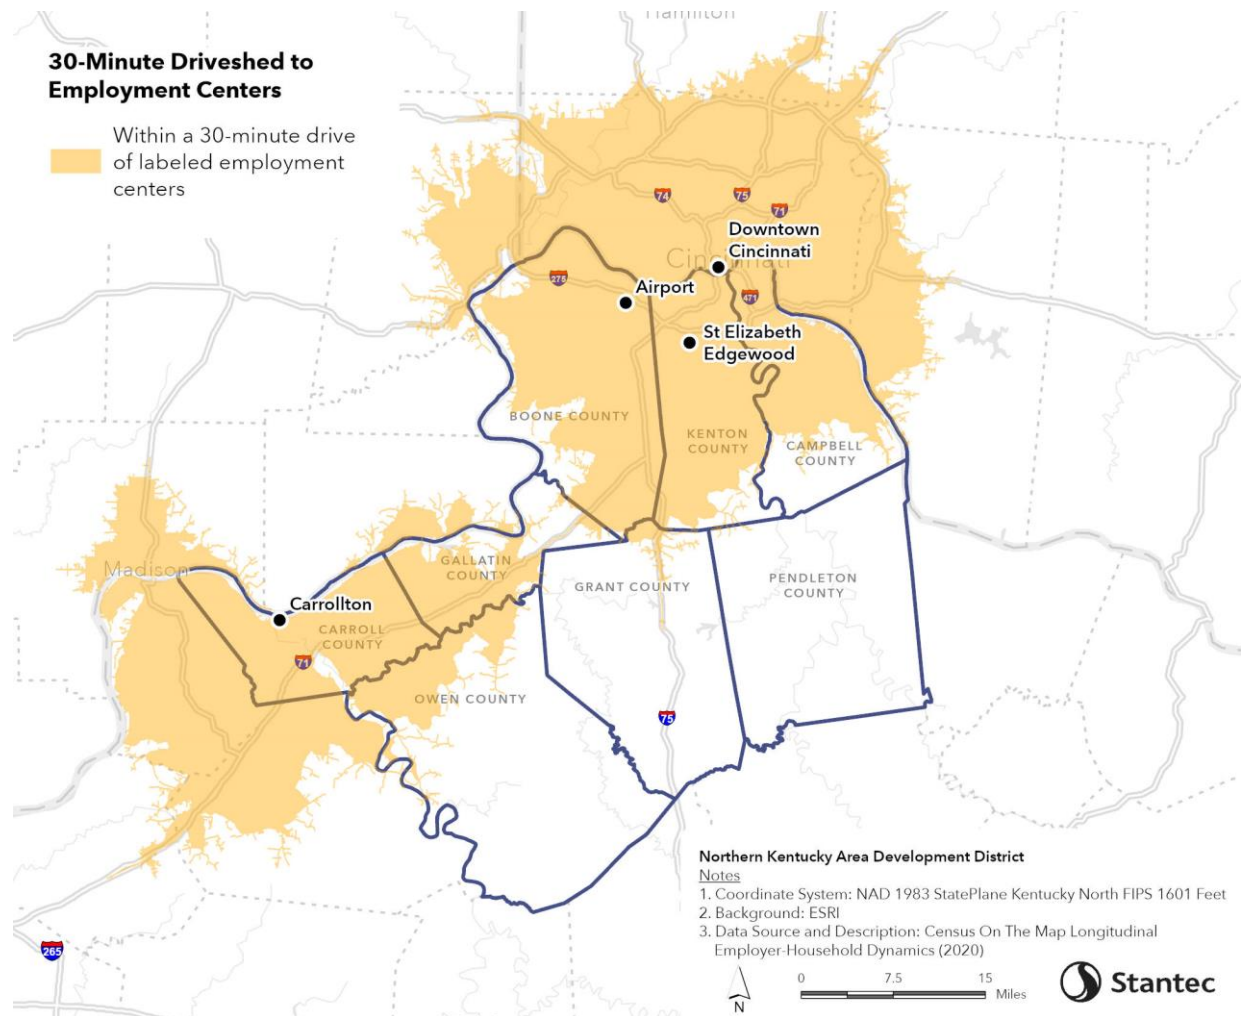 Hamilton
30-Minute Driveshed to
Employment Centers
Within a 30-minute drive
of labeled employment
centers
74
75
71
Downtown
Cincinnati
Cincinnati
275
Airport
471
St Elizabeth
Edgewood
BOONE COUNTY
KENTON
COUNTY
CAMPBELL
COUNTY
GALLATIN
COUNTY
Madison
GRANT COUNTY
PENDLETON
COUNTY
Carrollton
CARROLL
COUNTY
71
OWEN COUNTY
75
Northern Kentucky Area Development District
Notes
1. Coordinate System: NAD 1983 StatePlane Kentucky North FIPS 1601 Feet
2. Background: ESRI
3. Data Source and Description: Census On The Map Longitudinal
Employer-Household Dynamics (2020)
265
0 7.5 15
Miles
N
Stantec